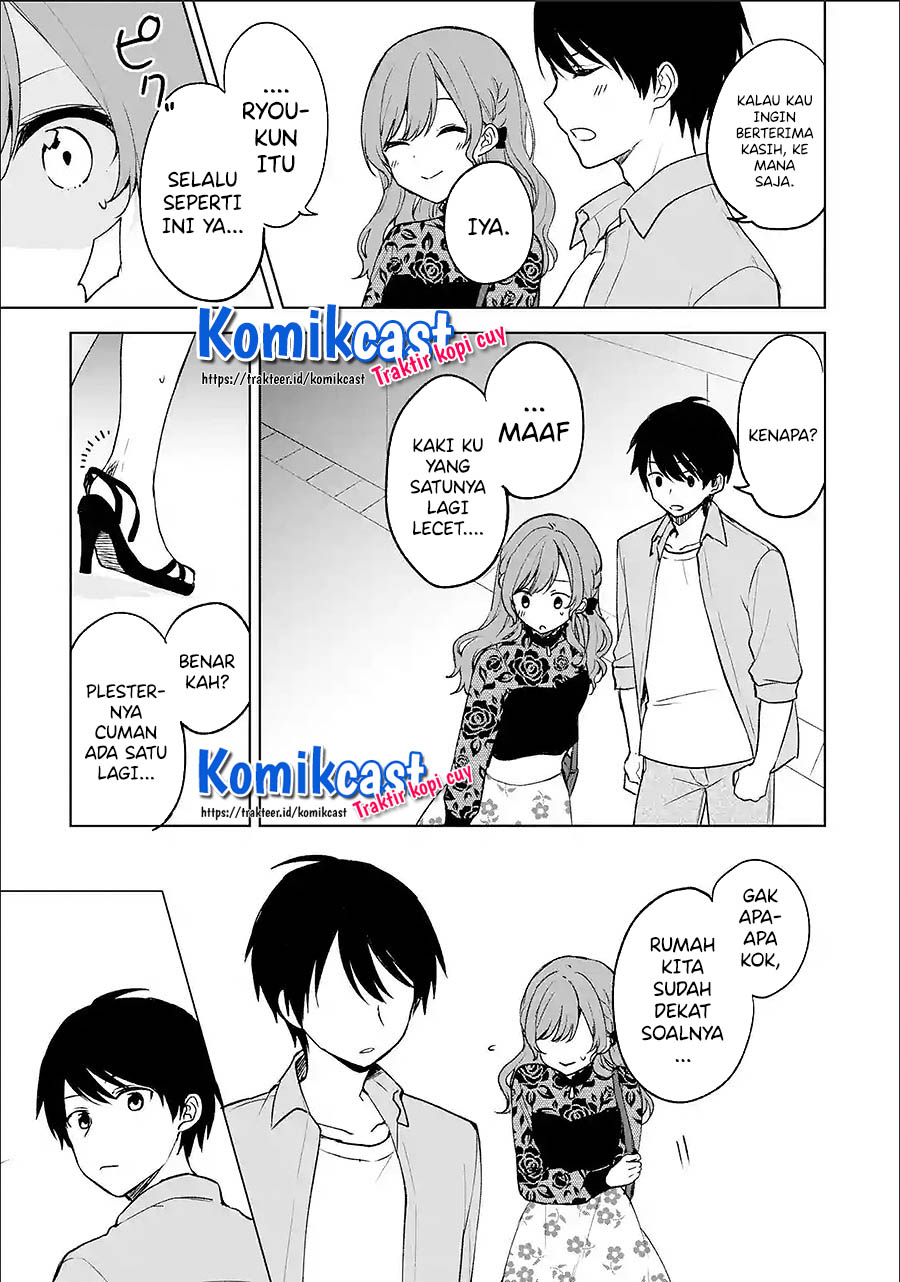 KALAU KAU
INGIN
BERTERIMA
KASIH, KE
MANA
SAJA.
IYA.
....
RYOU-
KUN
ITU
SELALU
SEPERTI
INI YA...
ピク
KENAPA?
...
MAAF
KAKI KU
YANG
SATUNYA
LAGI
LECET....
Komikcast
Traktir kopi cuy
https://trakteer.id/komikcast
BENAR
KAH?
PLESTER-
NYA
CUMAN
ADA SATU
LAGI...
Komikcast
Traktir kopi cuy
https://trakteer.id/komikcast
GAK
APA-
APA
KOK,
RUMAH
KITA
SUDAH
DEKAT
SOALNYA
...